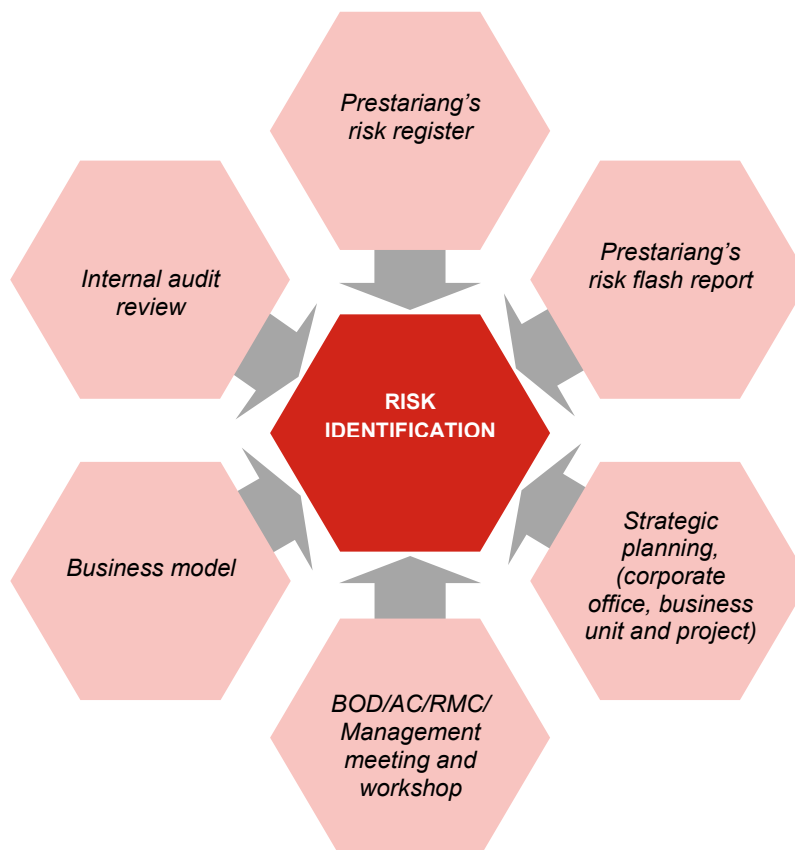 Prestariang’s
risk register
Internal audit
review
Prestariang’s
risk flash report
RISK
IDENTIFICATION
Business model
Strategic
planning,
(corporate
office, business
unit and project)
BOD/AC/RMC/
Management
meeting and
workshop